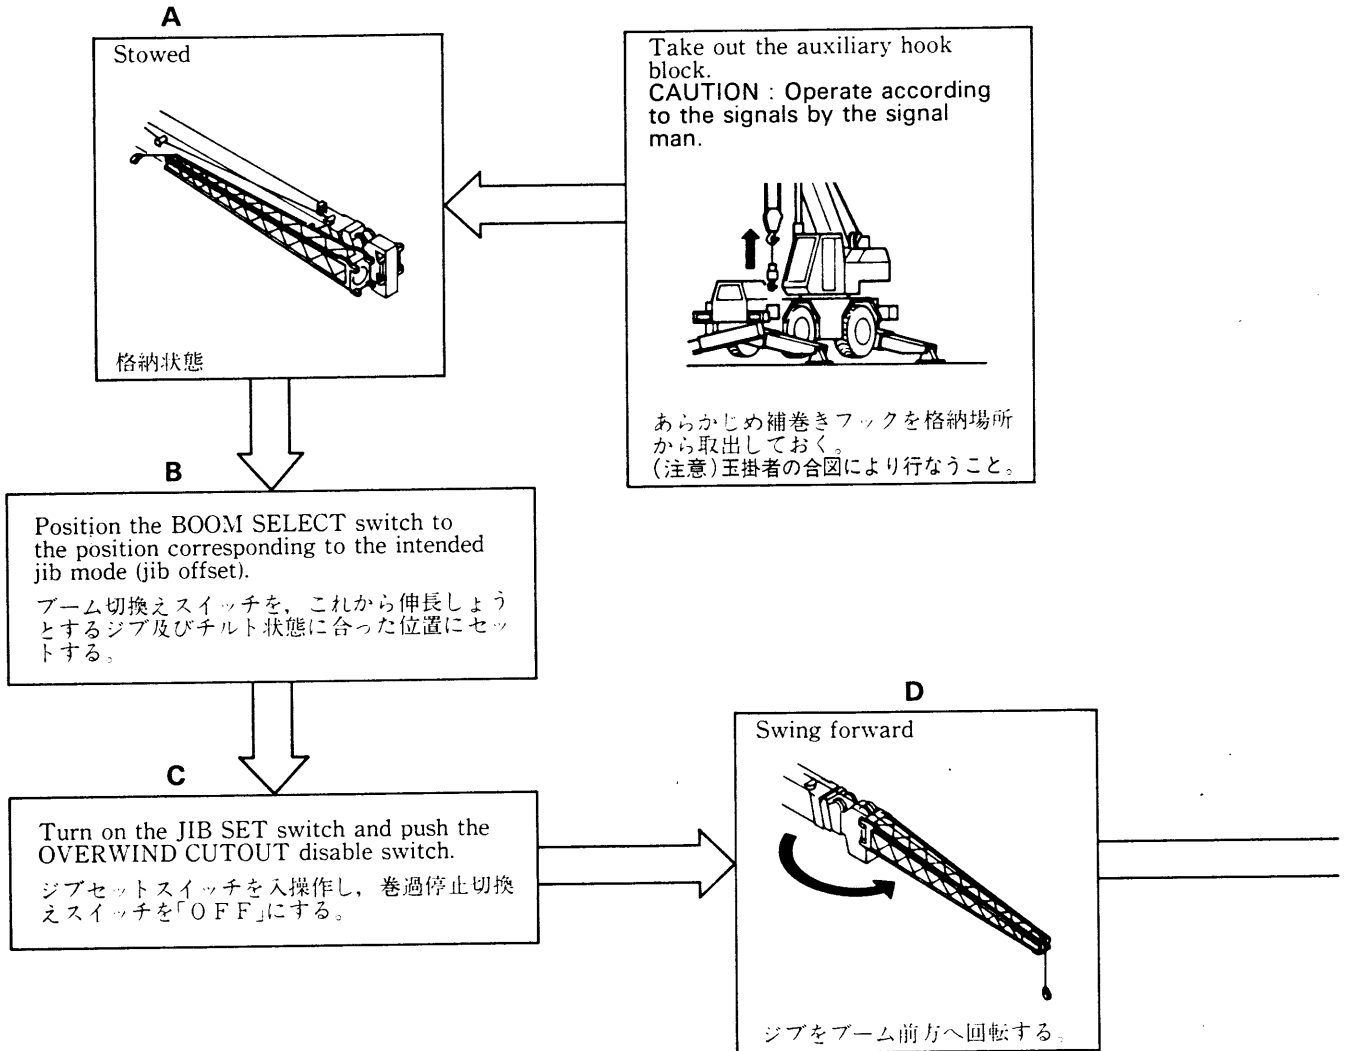 A
Stowed
格納状態
Take out the auxiliary hook
block.
CAUTION : Operate according
to the signals by the signal
man.
あらかじめ補巻きフックを格納場所
から取出しておく。
(注意)玉掛者の合図により行なうこと。
B
Position the BOOM SELECT switch to
the position corresponding to the intended
jib mode (jib offset).
ブーム切換えスイッチを，これから伸長しょう
とするジブ及びチルト状態に合った位置にセッ
トする。
C
Turn on the JIB SET switch and push the
OVERWIND CUTOUT disable switch.
ジブセットスイッチを入操作し，巻過停止切換
えスイッチを「ＯＦＦ」にする。
D
Swing forward
ジブをブーム前方へ回転する。